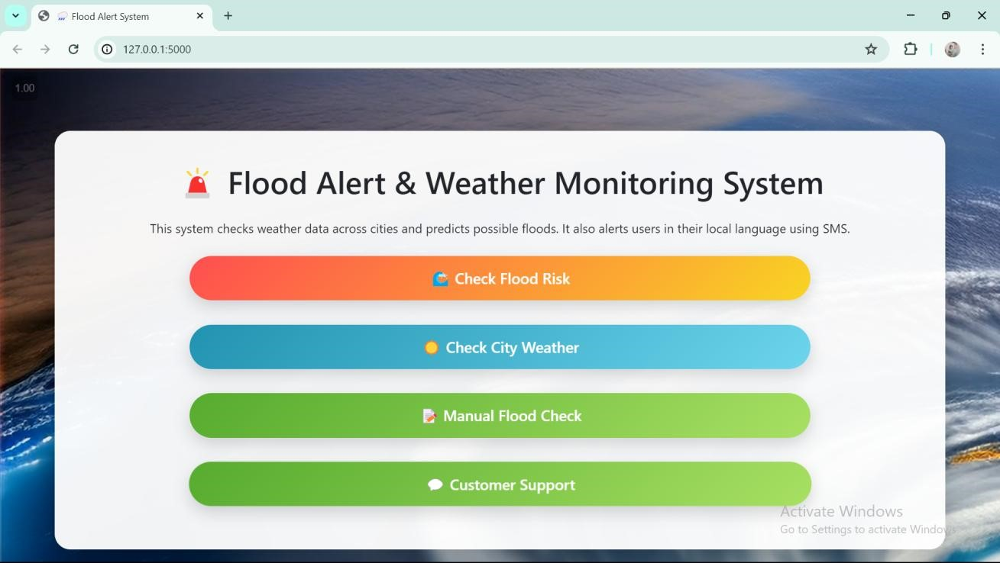 Flood Alert System
127.0.0.1:5000
1.00
Flood Alert & Weather Monitoring System
This system checks weather data across cities and predicts possible floods. It also alerts users in their local language using SMS.
Check Flood Risk
Check City Weather
Manual Flood Check
Customer Support
Activate Windows
Go to Settings to activate Windows